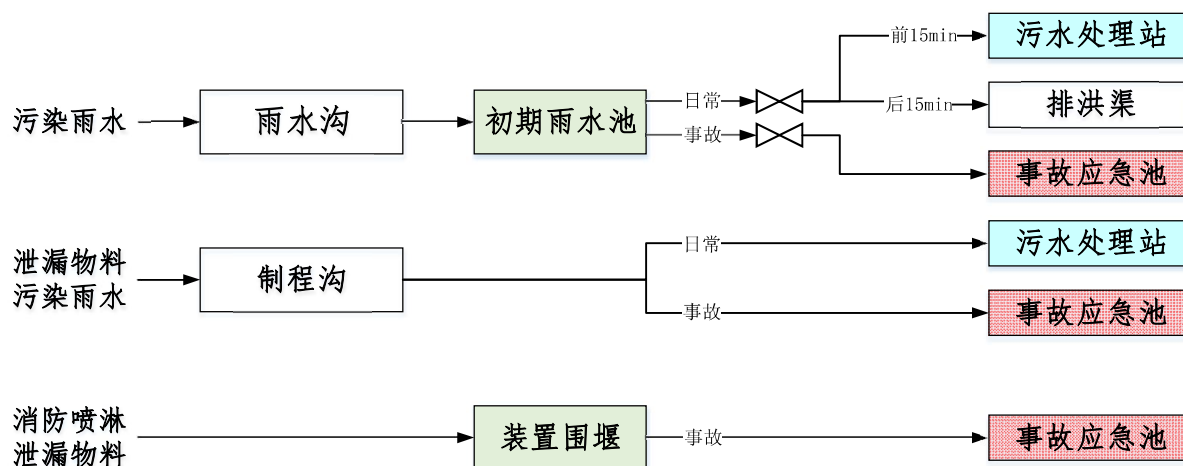 前15min
污水处理站
污染雨水
雨水沟
初期雨水池
日常
后15min
排洪渠
事故
事故应急池
泄漏物料
污染雨水
制程沟
日常
污水处理站
事故
事故应急池
消防喷淋
泄漏物料
装置围堰
事故
事故应急池